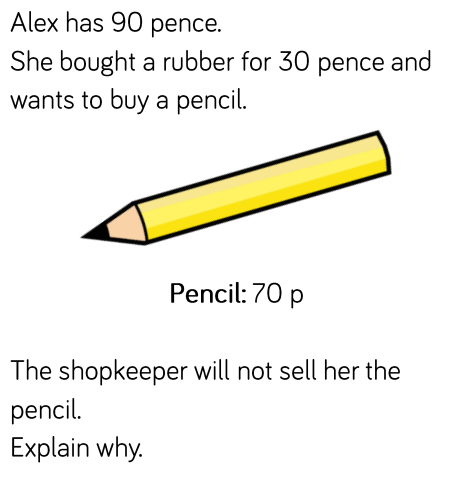 Alex has 90 pence.
She bought a rubber for 30 pence and
wants to buy a pencil.
Pencil: 70 p
The shopkeeper will not sell her the
pencil.
Explain why.